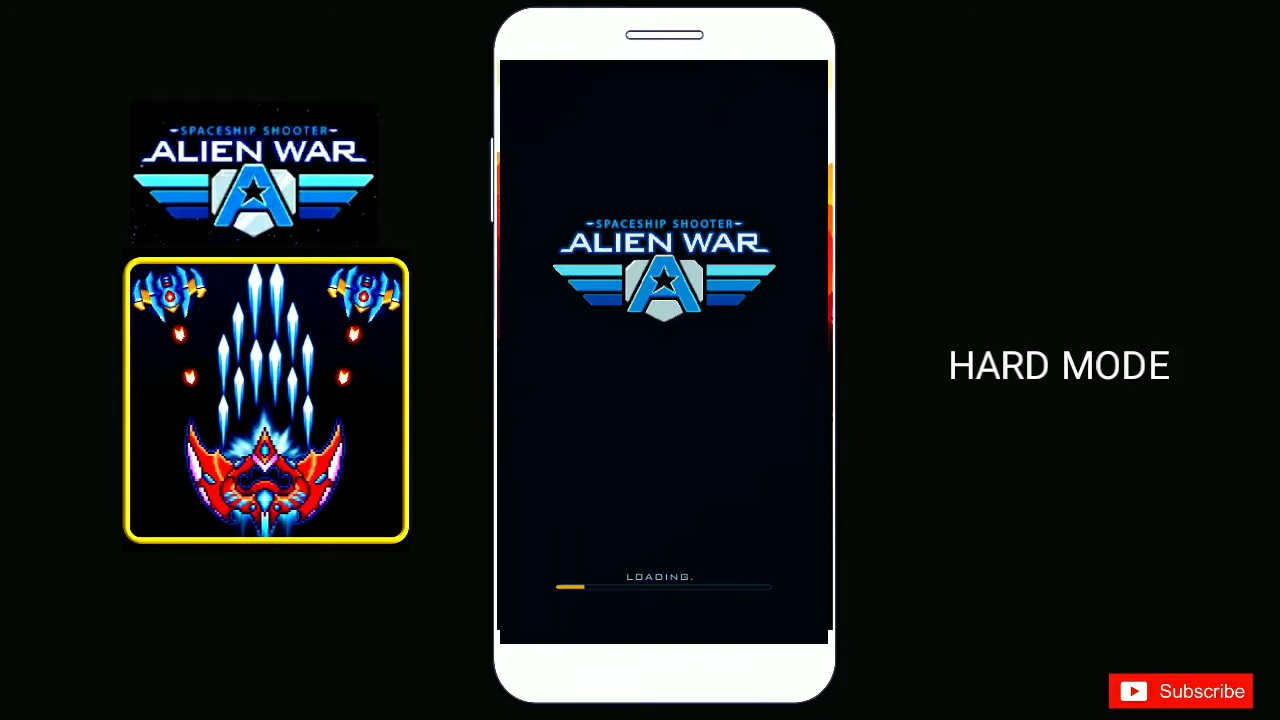 SPACESHIP SHOOTER
ALIEN WAR
A
SPACESHIP SHOOTER
ALIEN WAR
A
LOADING.
HARD MODE
Subscribe